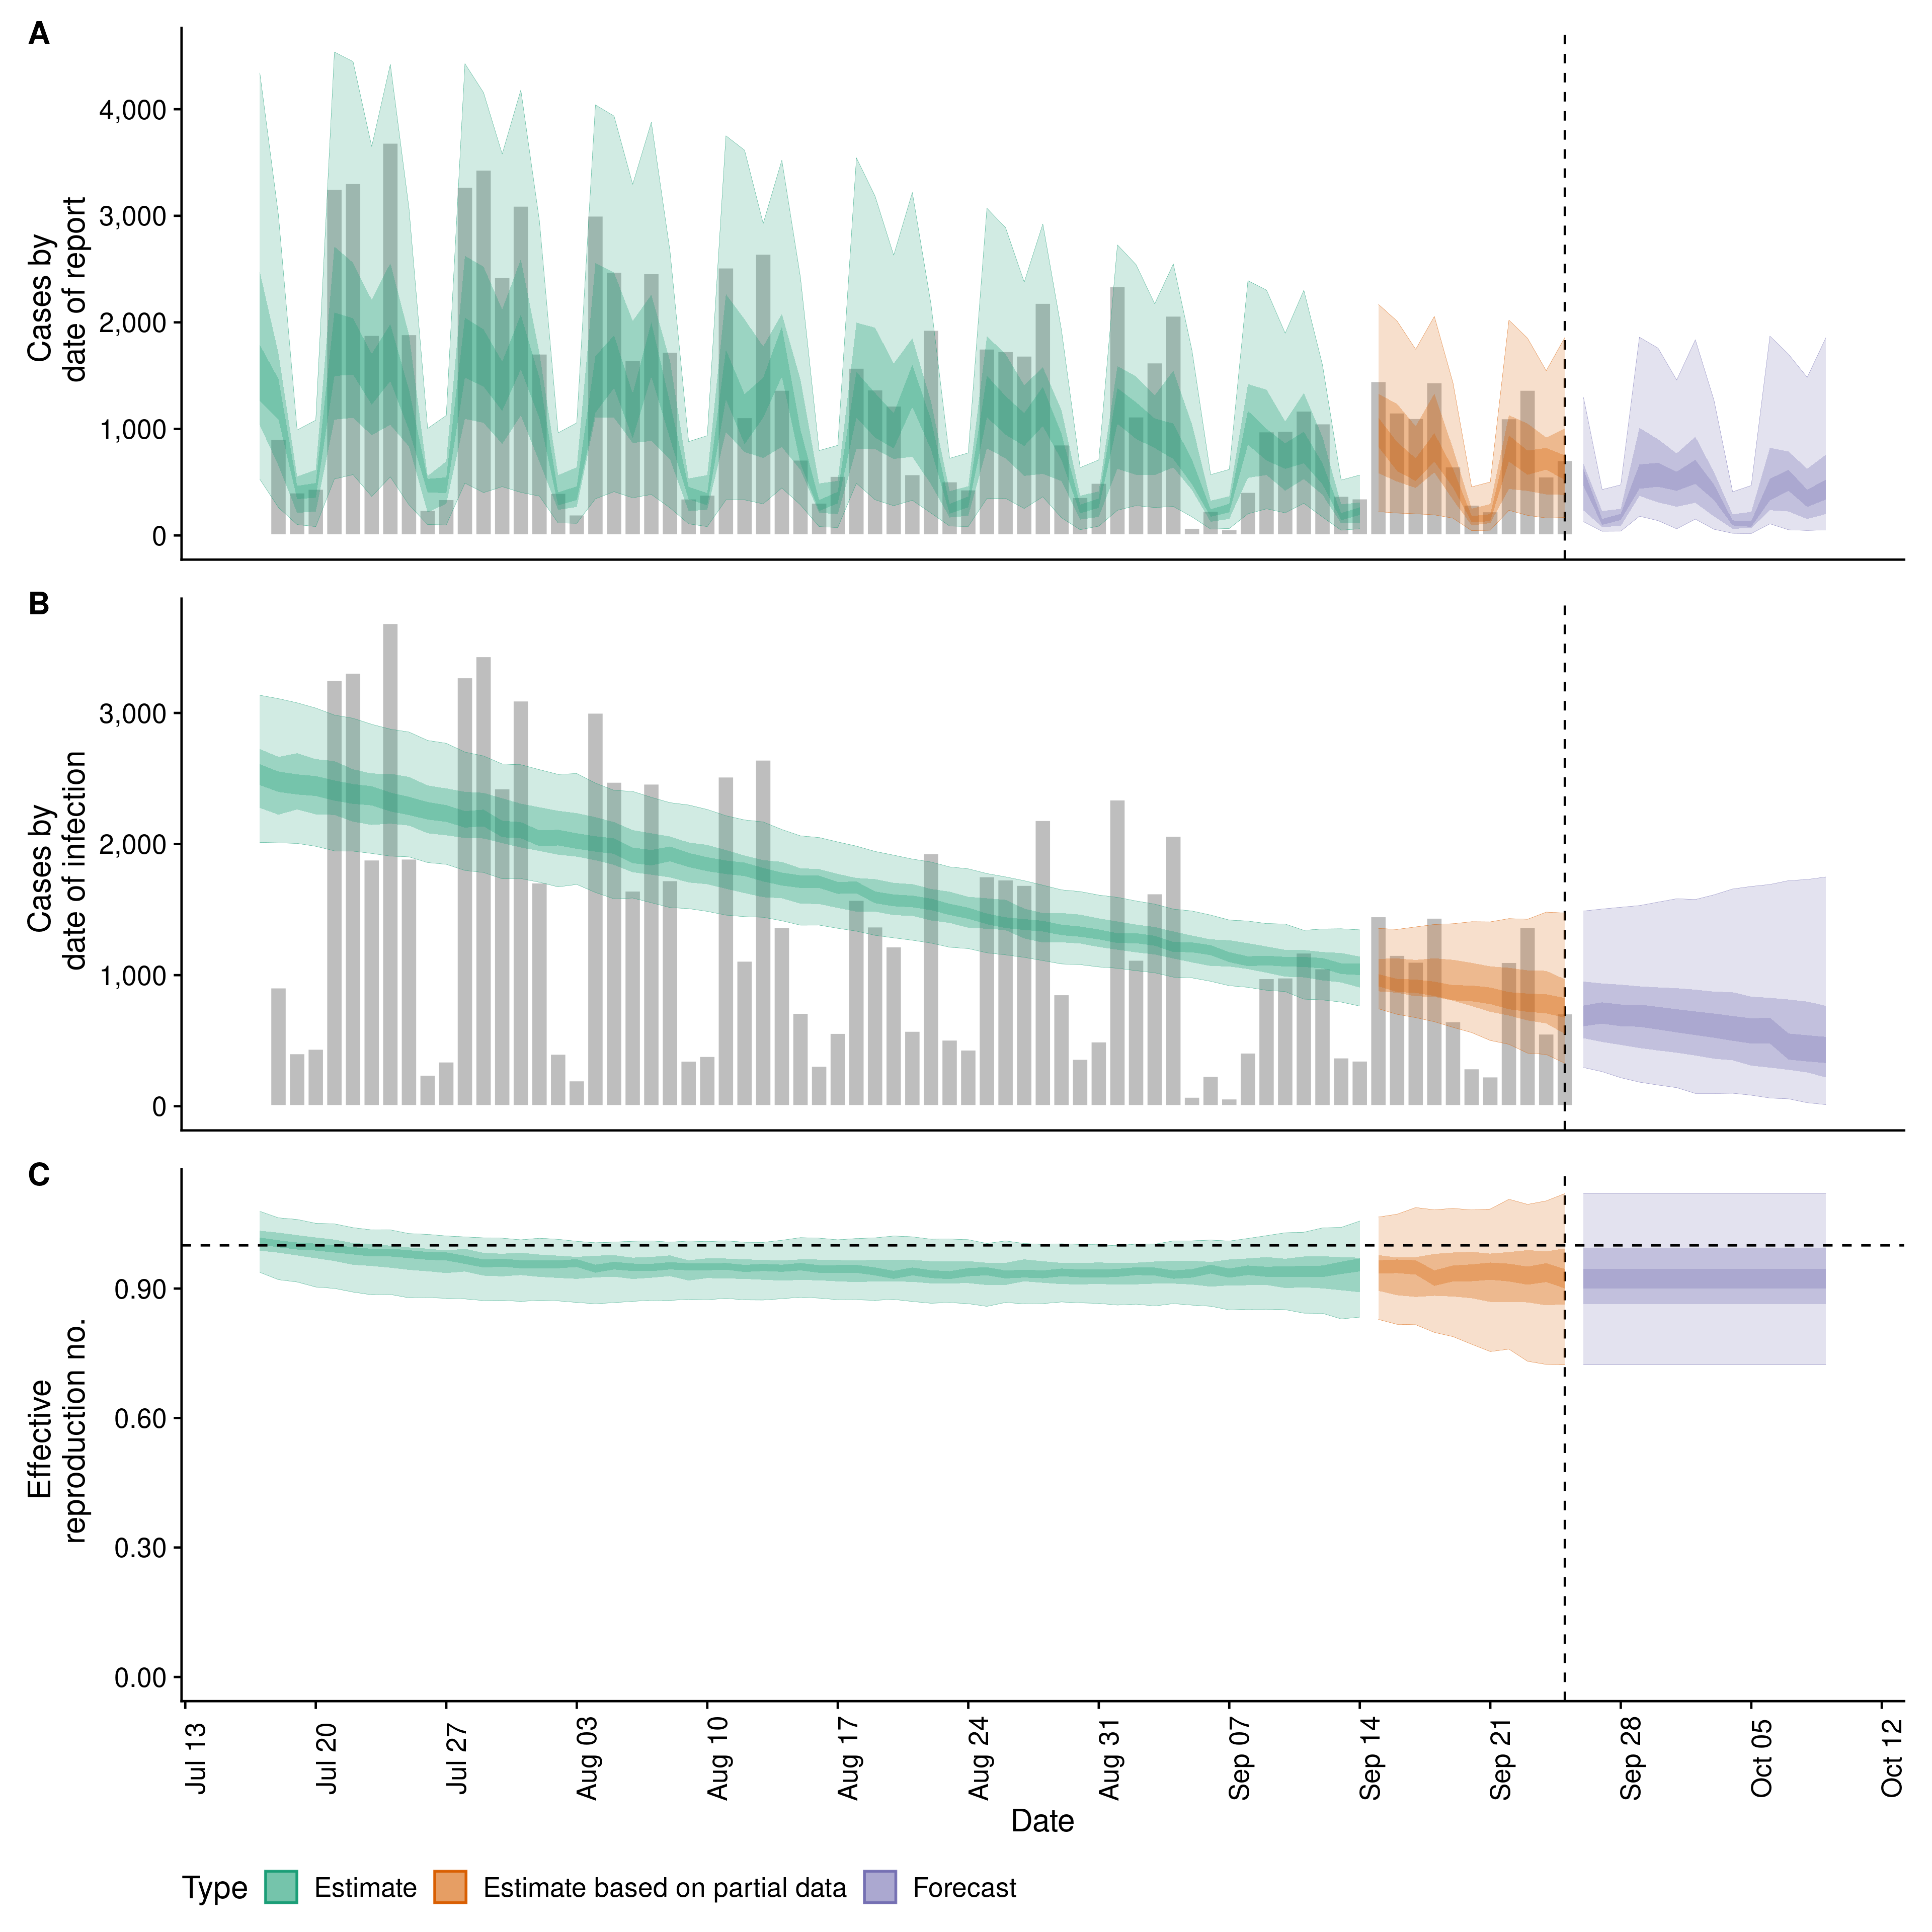 A
Cases by
date of report
4,000
3,000
2,000
1,000
0
B
Cases by
date of infection
3,000
2,000
1,000
0
C
Effective
reproduction no.
0.90
0.60
0.30
0.00
Jul 13
Jul 20
Jul 27
Aug 03
Aug 10
Aug 17
Aug 24
Aug 31
Sep 07
Sep 14
Sep 21
Sep 28
Oct 05
Oct 12
Date
Type Estimate Estimate based on partial data Forecast